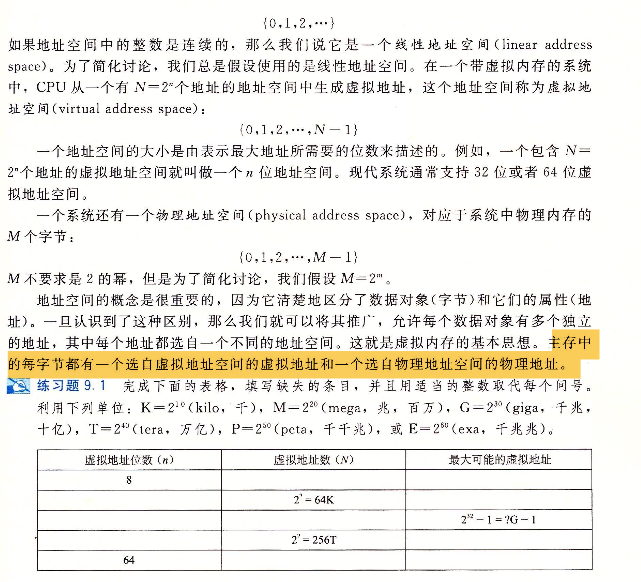 {0,1,2,…}
如果地址空间中的整数是连续的，那么我们说它是一个线性地址空间(linear address
space)。为了简化讨论，我们总是假设使用的是线性地址空间。在一个带虚拟内存的系统
中，CPU 从一个有 N=2ⁿ个地址的地址空间中生成虚拟地址，这个地址空间称为虚拟地
址空间(virtual address space)：
{0,1,2,…,N−1}
一个地址空间的大小是由表示最大地址所需要的位数来描述的。例如，一个包含 N=
2ⁿ个地址的虚拟地址空间就叫做一个 n 位地址空间。现代系统通常支持 32 位或者 64 位虚
拟地址空间。
一个系统还有一个物理地址空间(physical address space)，对应于系统中物理内存的
M 个字节：
{0,1,2,…,M−1}
M 不要求是 2 的幂，但是为了简化讨论，我们假设 M=2ᵐ。
地址空间的概念是很重要的，因为它清楚地区分了数据对象(字节)和它们的属性(地
址)。一旦认识到了这种区别，那么我们就可以将其推广，允许每个数据对象有多个独立
的地址，其中每个地址都选自一个不同的地址空间。这就是虚拟内存的基本思想。主存中
的每字节都有一个选自虚拟地址空间的虚拟地址和一个选自物理地址空间的物理地址。
练习题 9.1 完成下面的表格，填写缺失的条目，并且用适当的整数取代每个问号。
利用下列单位：K=2¹⁰(kilo，千)，M=2²⁰(mega，兆，百万)，G=2³⁰(giga，千兆，
十亿)，T=2⁴⁰(tera，万亿)，P=2⁵⁰(peta，千千兆)，或 E=2⁶⁰(exa，千兆兆)。
虚拟地址位数 (n) 虚拟地址数 (N) 最大可能的虚拟地址
8
2^? = 64K
2³² − 1 = ?G − 1
2^? = 256T
64